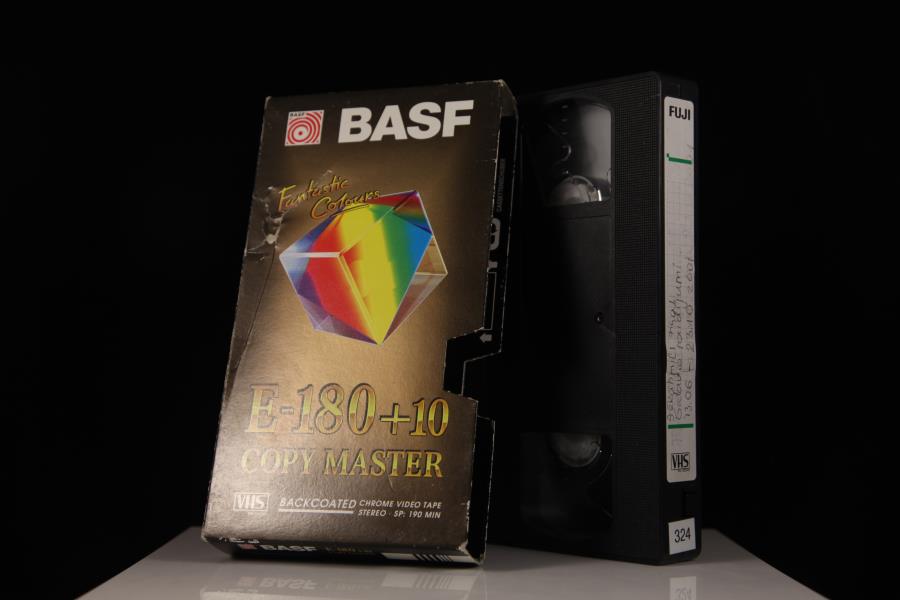 BASF
BASF
Fantastic
Colours
E-180+10
COPY MASTER
VHS
BACKCOATED CHROME VIDEO TAPE
STEREO · SP: 190 MIN
BASF
FUJI
VHS
324